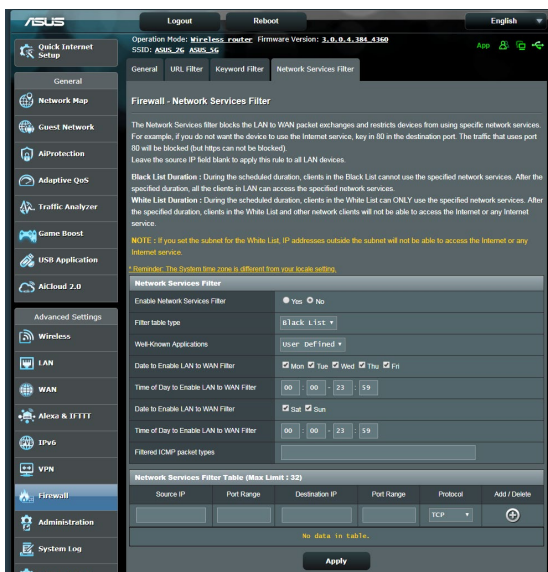 ASUS
Logout
Reboot
English
Operation Mode: Wireless router Firmware Version: 3.0.0.4.384_4360
SSID: ASUS_2G ASUS_5G
App
Quick Internet Setup
General
Network Map
Guest Network
AiProtection
Adaptive QoS
Traffic Analyzer
Game Boost
USB Application
AiCloud 2.0
Advanced Settings
Wireless
LAN
WAN
Alexa & IFTTT
IPv6
VPN
Firewall
Administration
System Log
General
URL Filter
Keyword Filter
Network Services Filter
Firewall - Network Services Filter
The Network Services filter blocks the LAN to WAN packet exchanges and restricts devices from using specific network services.
For example, if you do not want the device to use the Internet service, key in 80 in the destination port. The traffic that uses port
80 will be blocked (but https can not be blocked).
Leave the source IP field blank to apply this rule to all LAN devices.
Black List Duration : During the scheduled duration, clients in the Black List cannot use the specified network services. After the
specified duration, all the clients in LAN can access the specified network services.
White List Duration : During the scheduled duration, clients in the White List can ONLY use the specified network services. After
the specified duration, clients in the White List and other network clients will not be able to access the Internet or any Internet
service.
NOTE : If you set the subnet for the White List, IP addresses outside the subnet will not be able to access the Internet or any
Internet service.
* Reminder: The System time zone is different from your locale setting.
Network Services Filter
Enable Network Services Filter
Yes No
Filter table type
Black List
Well-Known Applications
User Defined
Date to Enable LAN to WAN Filter
Mon Tue Wed Thu Fri
Time of Day to Enable LAN to WAN Filter
00 : 00 - 23 : 59
Date to Enable LAN to WAN Filter
Sat Sun
Time of Day to Enable LAN to WAN Filter
00 : 00 - 23 : 59
Filtered ICMP packet types
Network Services Filter Table (Max Limit : 32)
Source IP
Port Range
Destination IP
Port Range
Protocol
Add / Delete
TCP
No data in table.
Apply